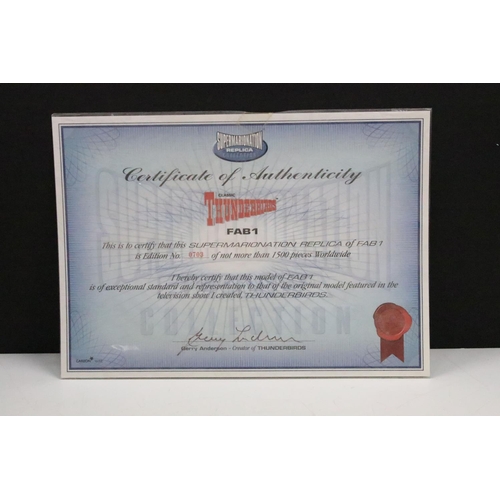 SUPERMARIONATION
REPLICA
COLLECTION
Certificate of Authenticity
CLASSIC
THUNDERBIRDS
FAB1
This is to certify that this SUPERMARIONATION REPLICA of FAB1
is Edition No. of not more than 1500 pieces Worldwide
I hereby certify that this model of FAB1
is of exceptional standard and representation to that of the original model featured in the
television show I created, THUNDERBIRDS.
COLLECTION
Gerry Anderson - Creator of THUNDERBIRDS